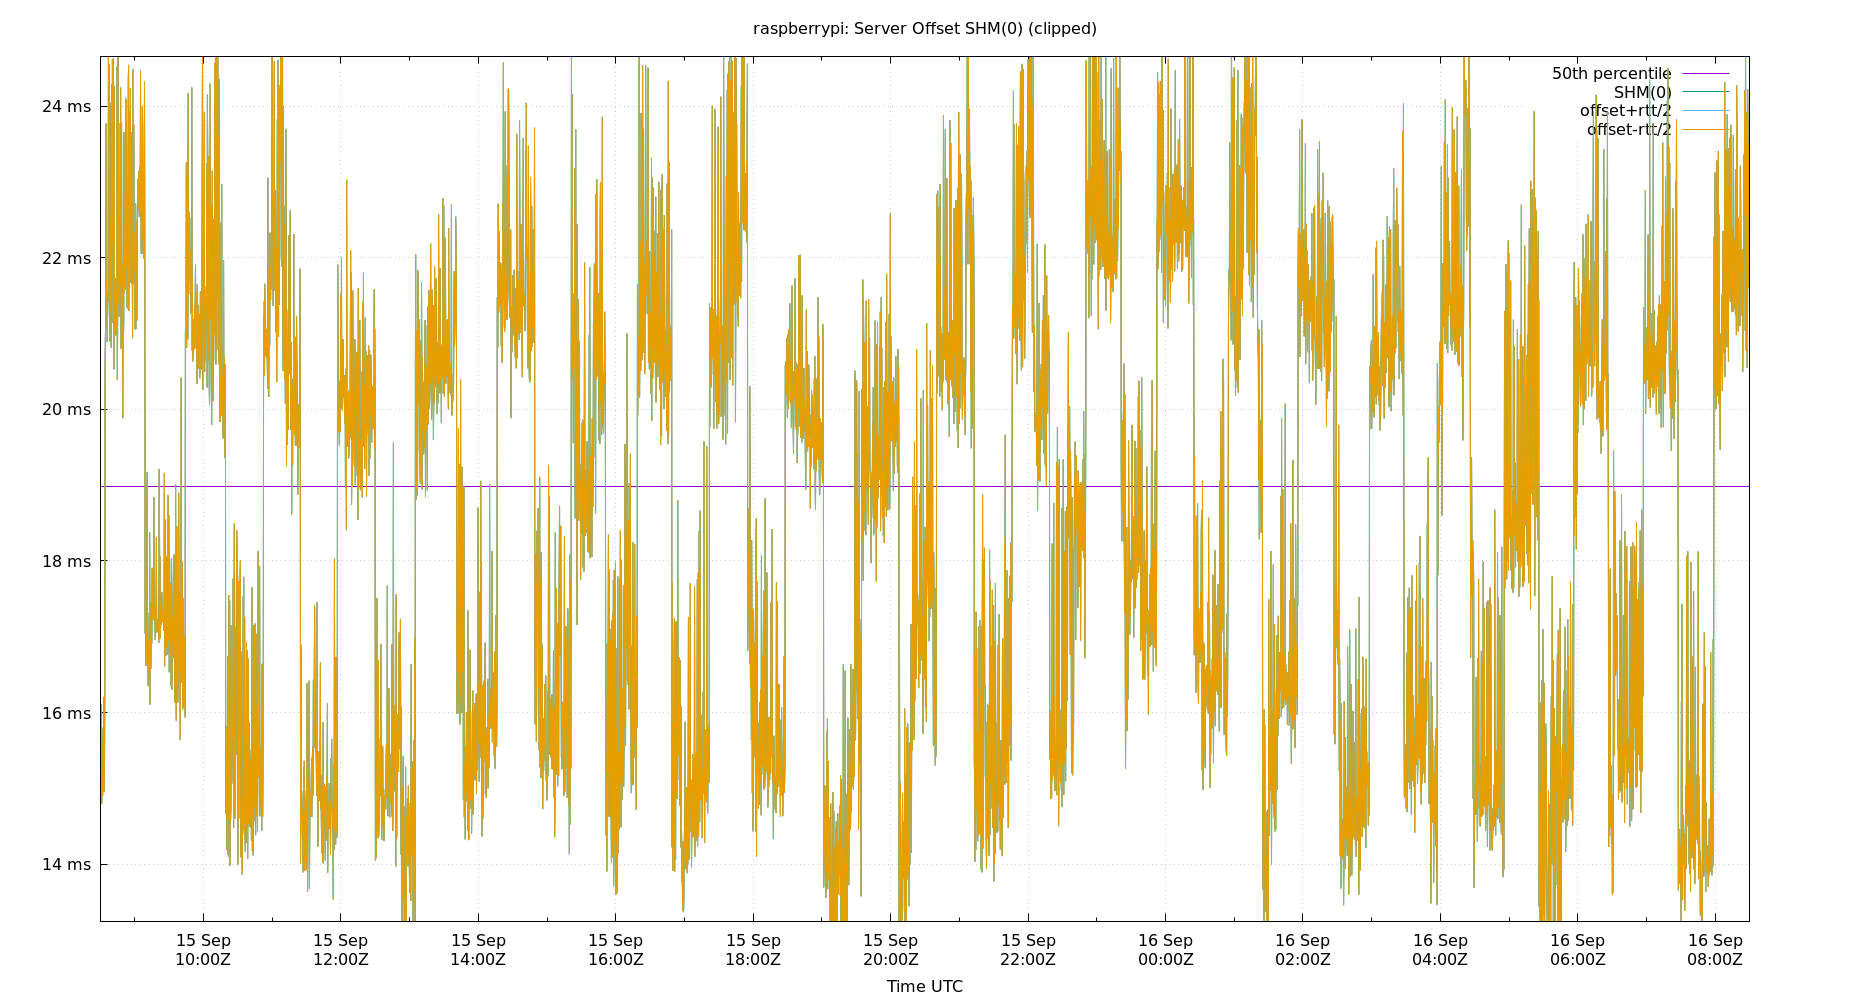 raspberrypi: Server Offset SHM(0) (clipped)
50th percentile
SHM(0)
offset+rtt/2
offset-rtt/2
24 ms
22 ms
20 ms
18 ms
16 ms
14 ms
15 Sep 15 Sep 15 Sep 15 Sep 15 Sep 15 Sep 15 Sep 16 Sep 16 Sep 16 Sep 16 Sep 16 Sep
10:00Z 12:00Z 14:00Z 16:00Z 18:00Z 20:00Z 22:00Z 00:00Z 02:00Z 04:00Z 06:00Z 08:00Z
Time UTC